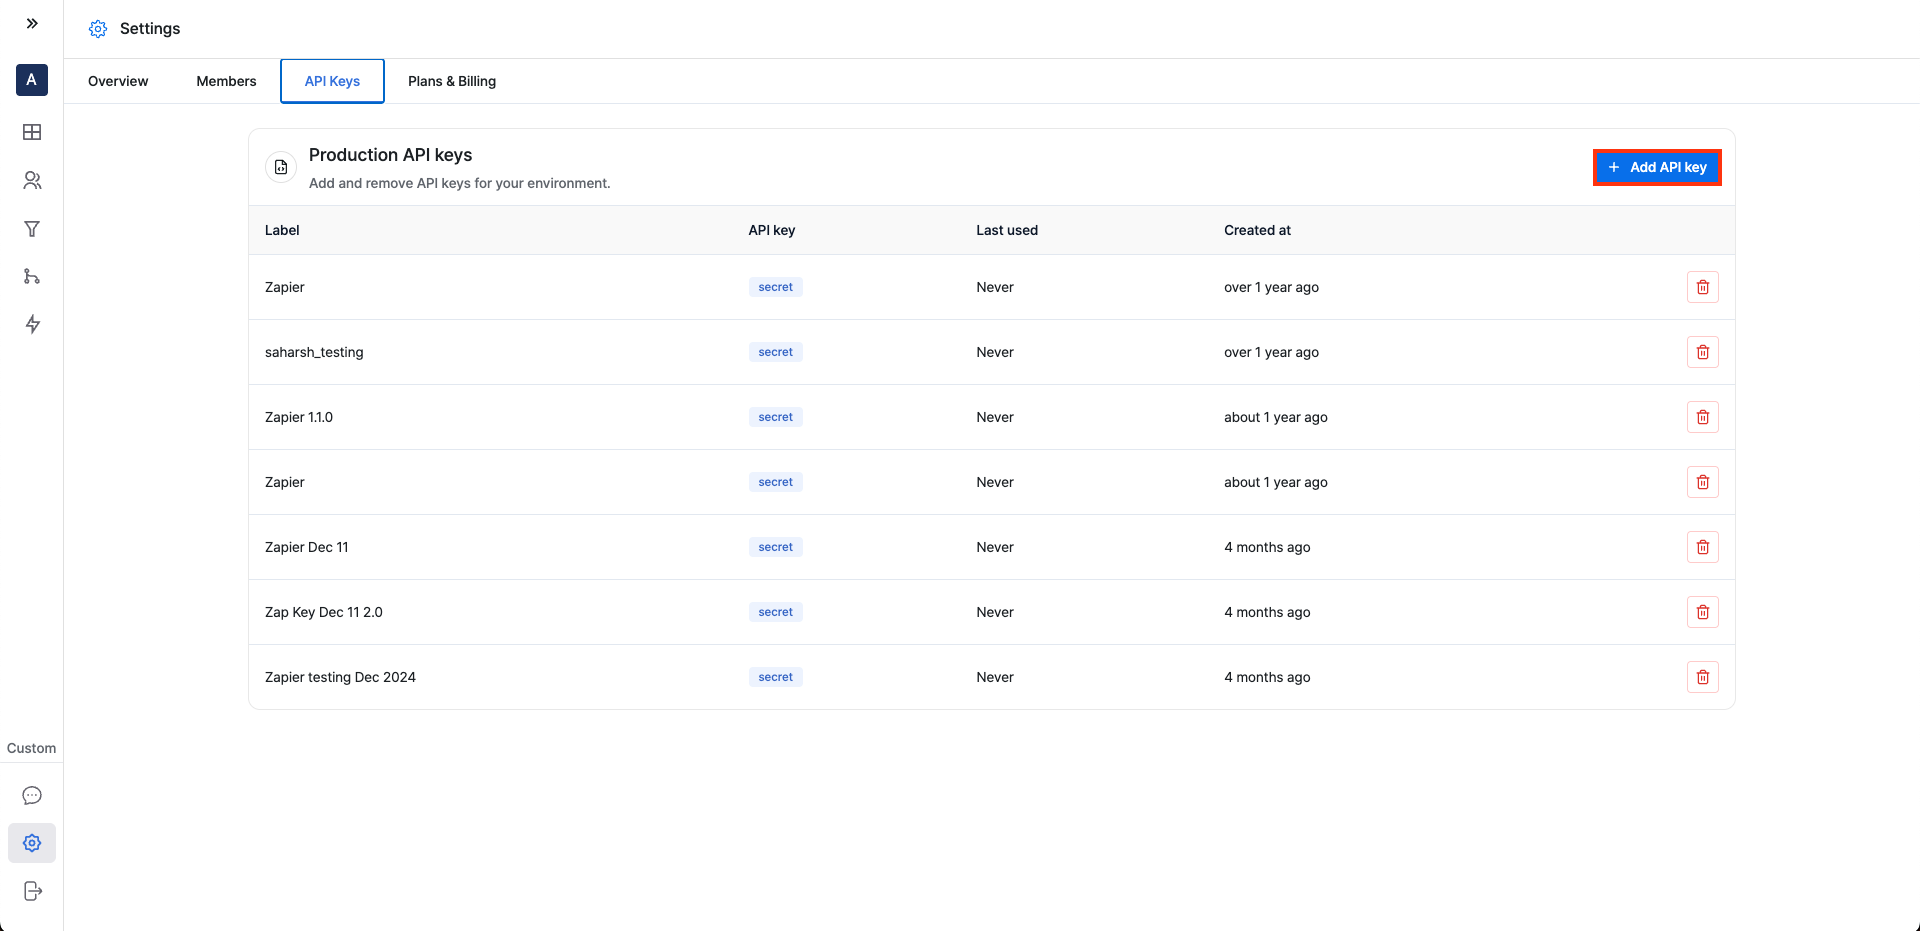 Settings
A
Overview Members API Keys Plans & Billing
Production API keys
Add and remove API keys for your environment.
+ Add API key
Label API key Last used Created at
Zapier secret Never over 1 year ago
saharsh_testing secret Never over 1 year ago
Zapier 1.1.0 secret Never about 1 year ago
Zapier secret Never about 1 year ago
Zapier Dec 11 secret Never 4 months ago
Zap Key Dec 11 2.0 secret Never 4 months ago
Zapier testing Dec 2024 secret Never 4 months ago
Custom